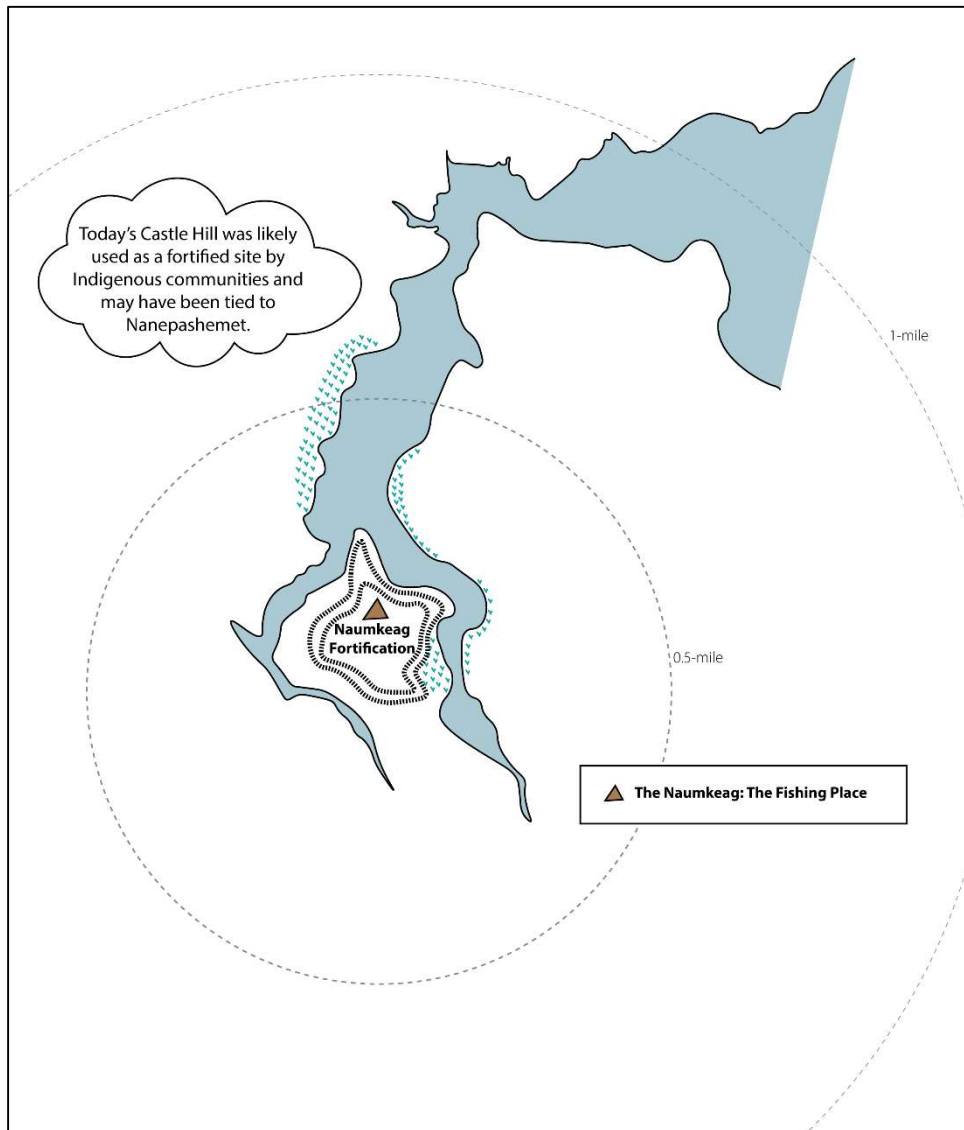 Today’s Castle Hill was likely
used as a fortified site by
Indigenous communities and
may have been tied to
Nanepashemet.
1-mile
Naumkeag
Fortification
0.5-mile
The Naumkeag: The Fishing Place